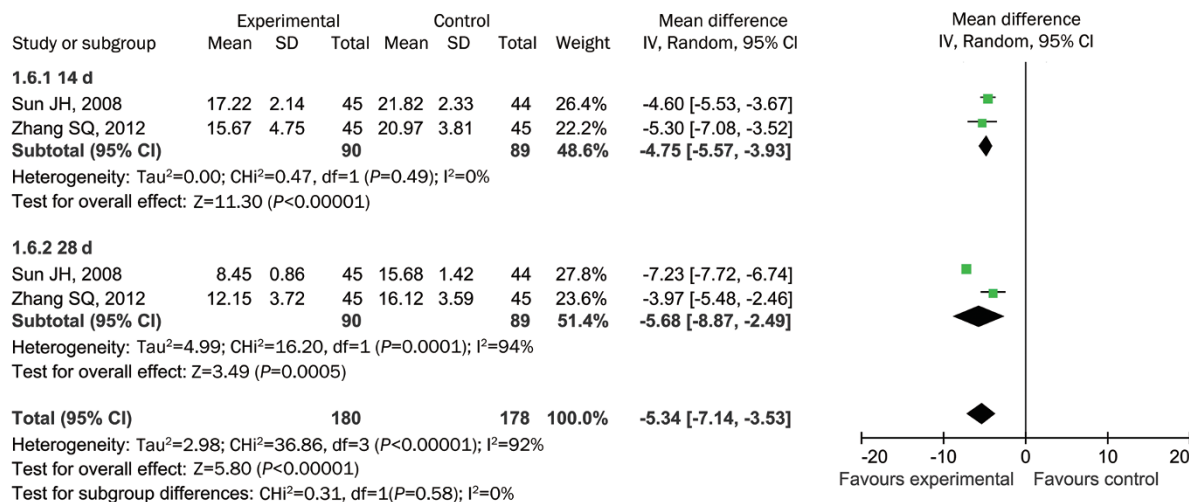 Experimental Control Mean difference Mean difference
Study or subgroup Mean SD Total Mean SD Total Weight IV, Random, 95% CI IV, Random, 95% CI
1.6.1 14 d
Sun JH, 2008 17.22 2.14 45 21.82 2.33 44 26.4% -4.60 [-5.53, -3.67]
Zhang SQ, 2012 15.67 4.75 45 20.97 3.81 45 22.2% -5.30 [-7.08, -3.52]
Subtotal (95% CI) 90 89 48.6% -4.75 [-5.57, -3.93]
Heterogeneity: Tau²=0.00; CHi²=0.47, df=1 (P=0.49); I²=0%
Test for overall effect: Z=11.30 (P<0.00001)
1.6.2 28 d
Sun JH, 2008 8.45 0.86 45 15.68 1.42 44 27.8% -7.23 [-7.72, -6.74]
Zhang SQ, 2012 12.15 3.72 45 16.12 3.59 45 23.6% -3.97 [-5.48, -2.46]
Subtotal (95% CI) 90 89 51.4% -5.68 [-8.87, -2.49]
Heterogeneity: Tau²=4.99; CHi²=16.20, df=1 (P=0.0001); I²=94%
Test for overall effect: Z=3.49 (P=0.0005)
Total (95% CI) 180 178 100.0% -5.34 [-7.14, -3.53]
Heterogeneity: Tau²=2.98; CHi²=36.86, df=3 (P<0.00001); I²=92%
Test for overall effect: Z=5.80 (P<0.00001)
Test for subgroup differences: CHi²=0.31, df=1(P=0.58); I²=0%
-20 -10 0 10 20
Favours experimental Favours control